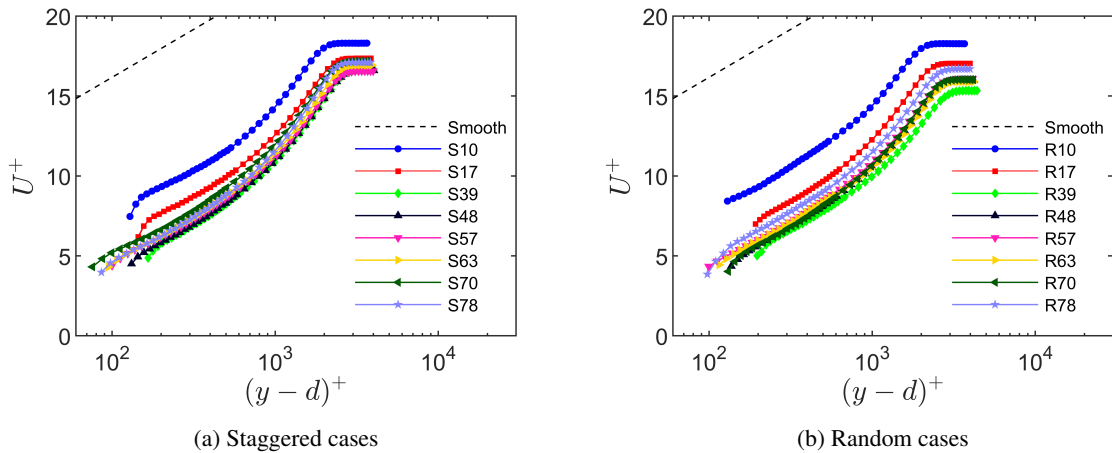 20
15
10
5
0
U⁺
10² 10³ 10⁴
(y − d)⁺
Smooth
S10
S17
S39
S48
S57
S63
S70
S78
(a) Staggered cases
20
15
10
5
0
U⁺
10² 10³ 10⁴
(y − d)⁺
Smooth
R10
R17
R39
R48
R57
R63
R70
R78
(b) Random cases